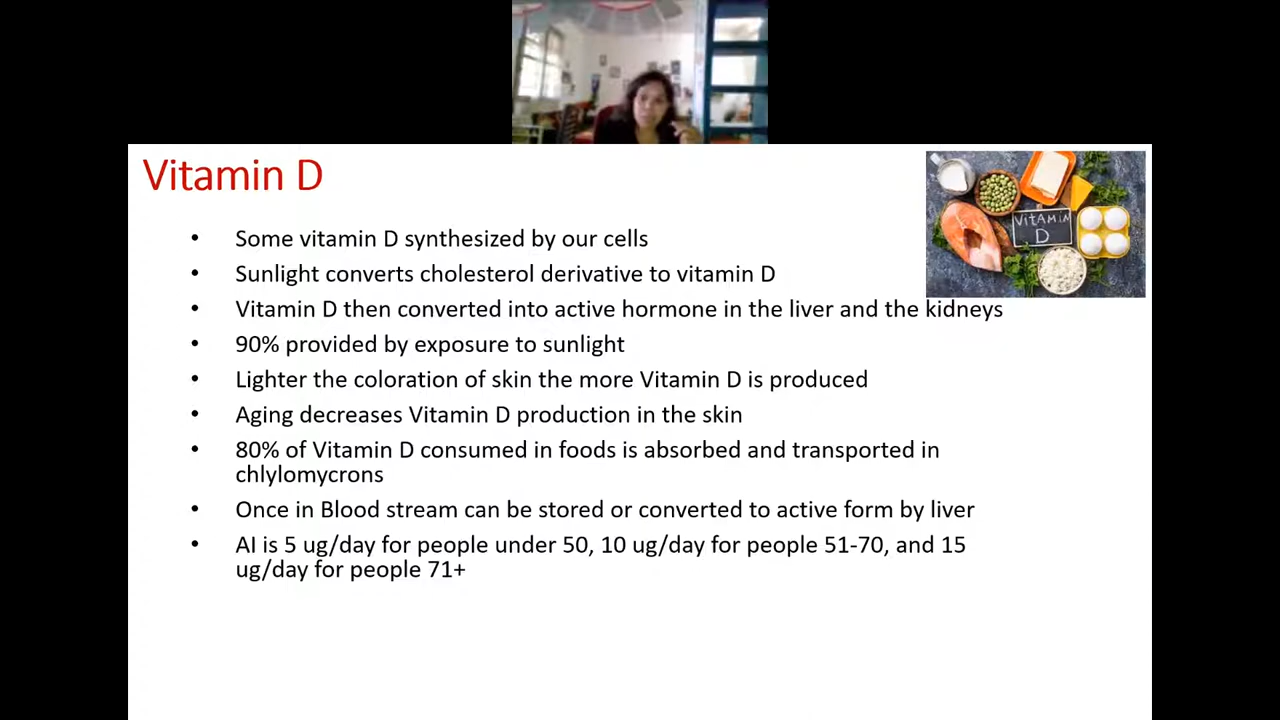 Vitamin D
VITAMIN
D
• Some vitamin D synthesized by our cells
• Sunlight converts cholesterol derivative to vitamin D
• Vitamin D then converted into active hormone in the liver and the kidneys
• 90% provided by exposure to sunlight
• Lighter the coloration of skin the more Vitamin D is produced
• Aging decreases Vitamin D production in the skin
• 80% of Vitamin D consumed in foods is absorbed and transported in
chlylomycrons
• Once in Blood stream can be stored or converted to active form by liver
• AI is 5 ug/day for people under 50, 10 ug/day for people 51-70, and 15
ug/day for people 71+